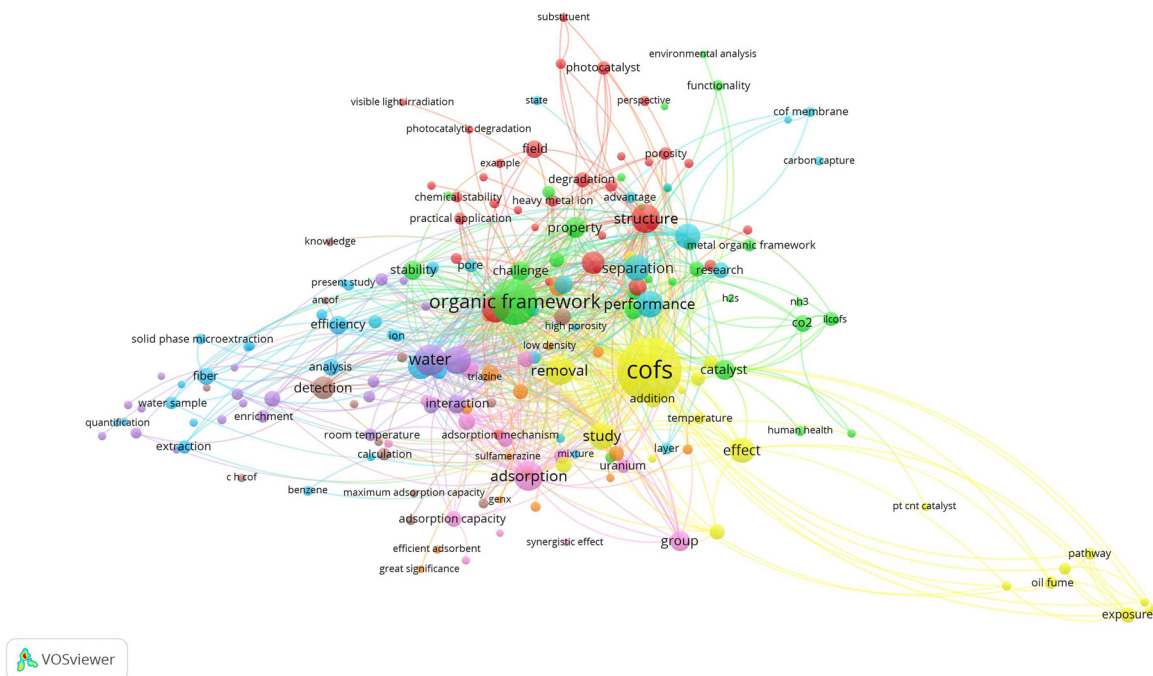 substituent
environmental analysis
photocatalyst
functionality
visible light irradiation
state
perspective
cof membrane
photocatalytic degradation
field
porosity
carbon capture
example
degradation
chemical stability
heavy metal ion
advantage
practical application
structure
property
knowledge
metal organic framework
stability
pore
challenge
separation
research
present study
ancof
organic framework
performance
h2s
nh3
efficiency
high porosity
co2
ilcofs
solid phase microextraction
ion
low density
water
analysis
removal
cofs
catalyst
fiber
triazine
detection
addition
water sample
interaction
enrichment
temperature
quantification
room temperature
adsorption mechanism
study
human health
extraction
calculation
sulfamerazine
mixture
layer
effect
uranium
c h cof
adsorption
benzene
maximum adsorption capacity
genx
pt cnt catalyst
adsorption capacity
synergistic effect
group
efficient adsorbent
pathway
great significance
oil fume
exposure
VOSviewer